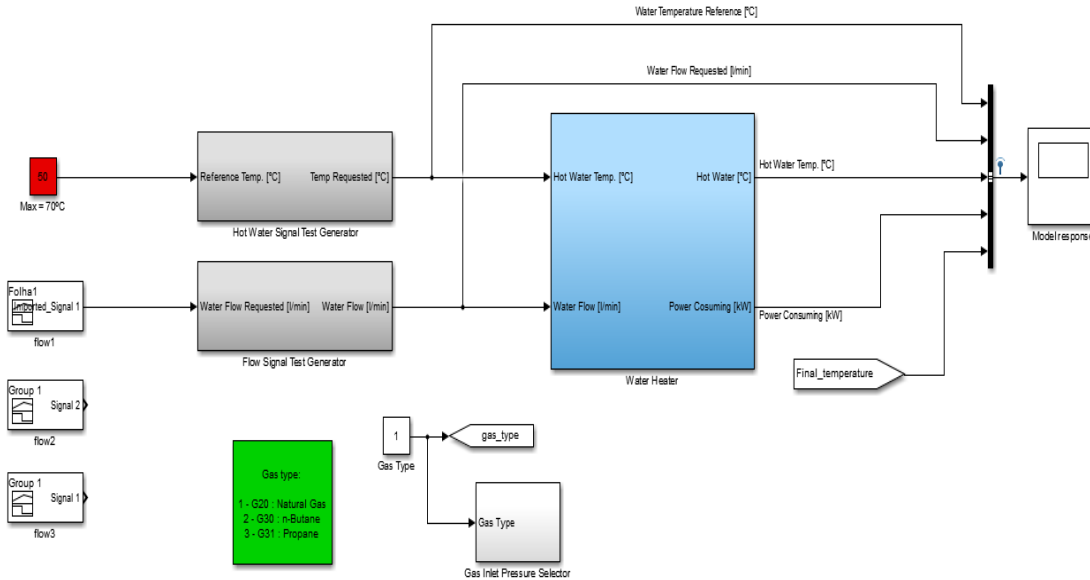 Water Temperature Reference [ºC]
Water Flow Requested [l/min]
50
Max = 70ºC
Reference Temp. [ºC]
Temp Requested [ºC]
Hot Water Signal Test Generator
Hot Water Temp. [ºC]
Hot Water [ºC]
Hot Water Temp. [ºC]
Model response
Folha1
Imported_Signal 1
flow1
Water Flow Requested [l/min]
Water Flow [l/min]
Flow Signal Test Generator
Water Flow [l/min]
Power Cosuming [kW]
Power Consuming [kW]
Water Heater
Final_temperature
Group 1
Signal 2
flow2
1
Gas Type
gas_type
Group 1
Signal 1
flow3
Gas type:
1 - G20 : Natural Gas
2 - G30 : n-Butane
3 - G31 : Propane
Gas Type
Gas Inlet Pressure Selector